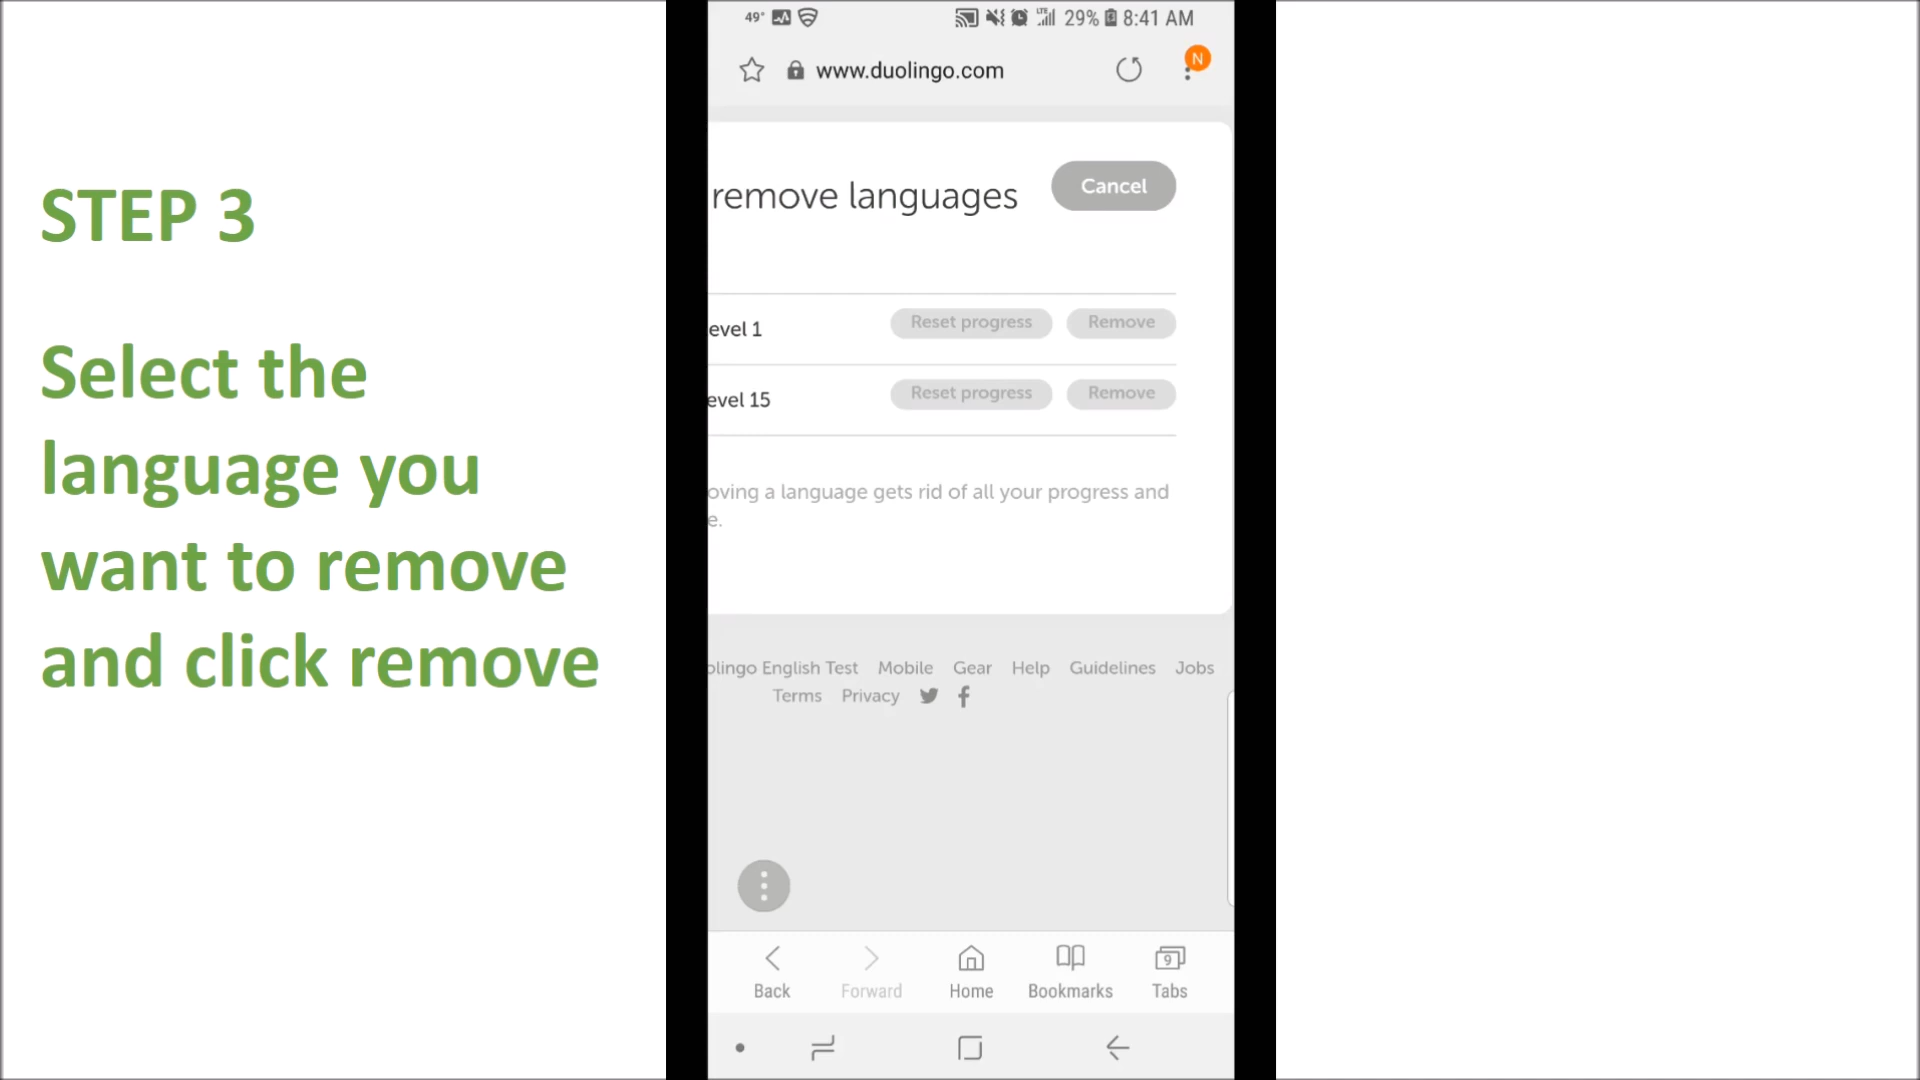 STEP 3
Select the
language you
want to remove
and click remove
49° LTE 29% 8:41 AM
www.duolingo.com
N
remove languages
Cancel
evel 1
Reset progress
Remove
evel 15
Reset progress
Remove
oving a language gets rid of all your progress and
e.
olingo English Test Mobile Gear Help Guidelines Jobs
Terms Privacy
9
Back Forward Home Bookmarks Tabs